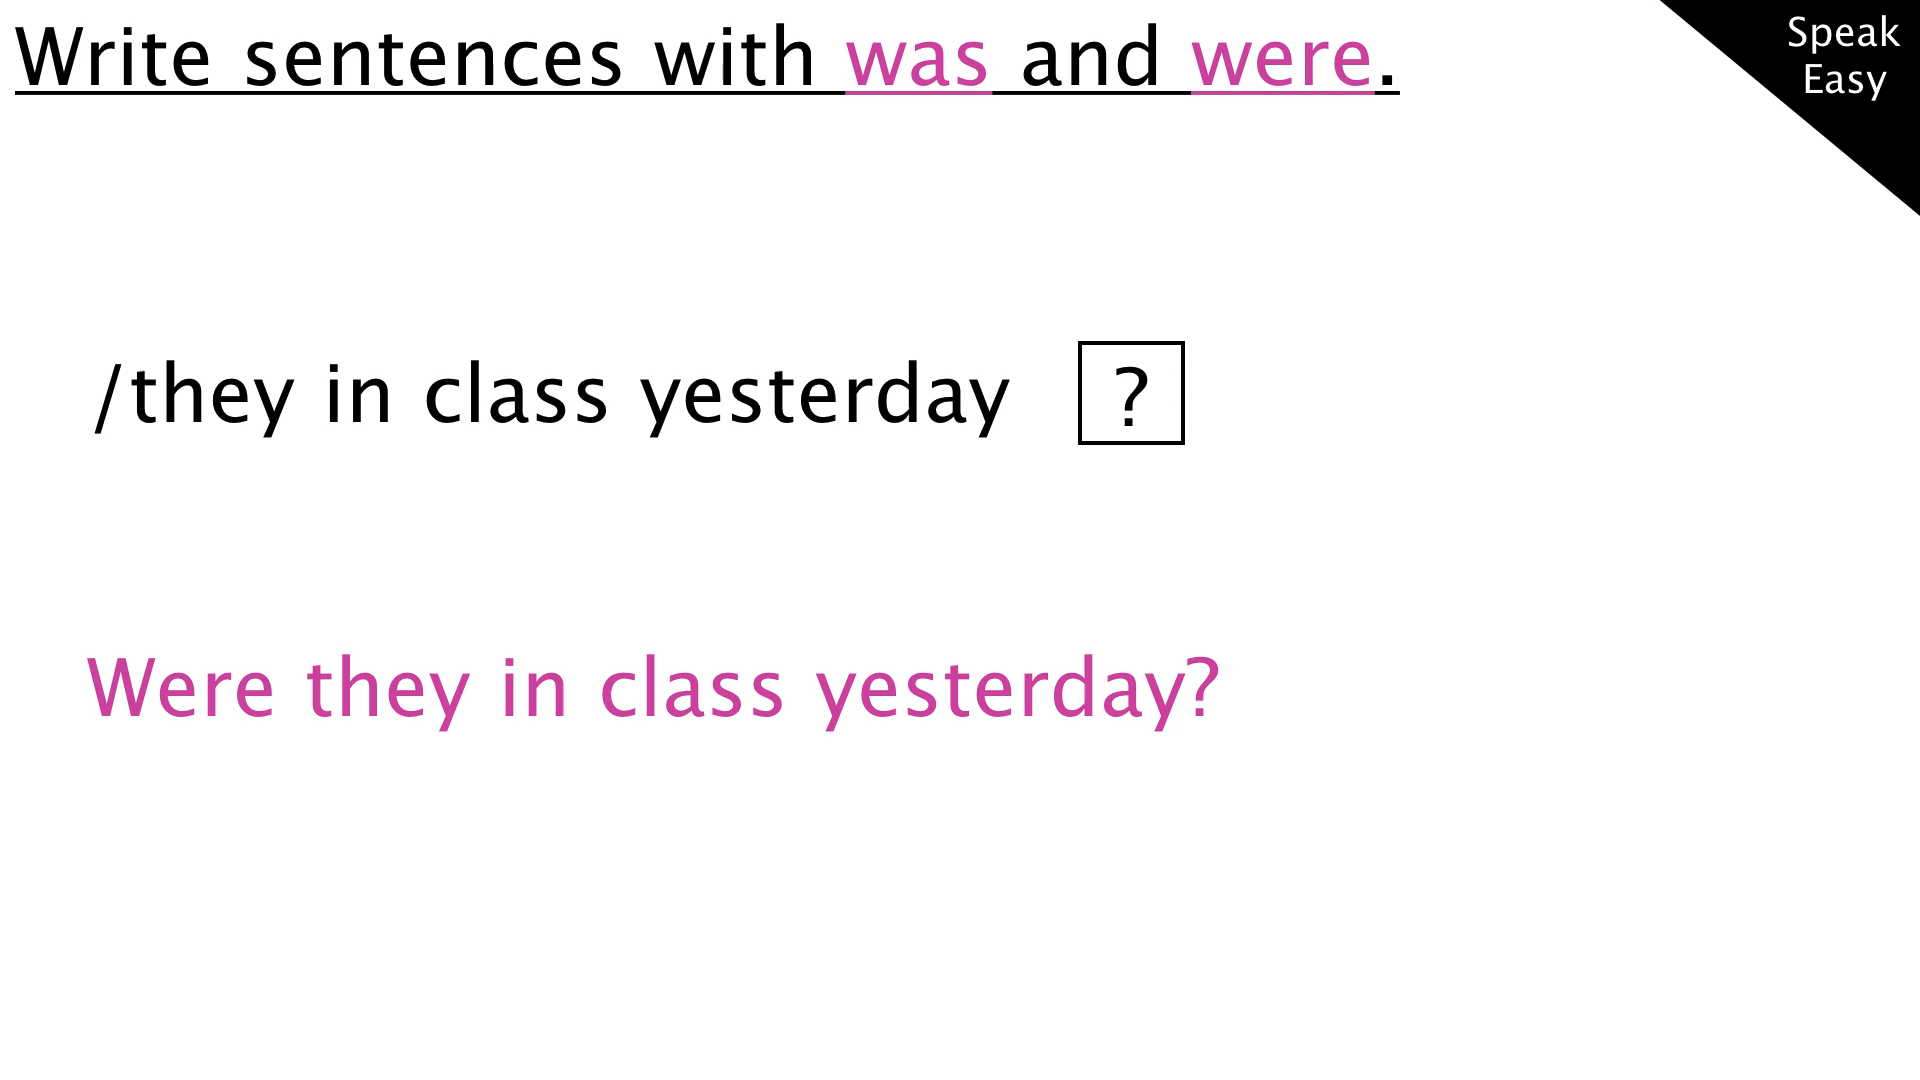 Write sentences with was and were.
Speak
Easy
/they in class yesterday ?
Were they in class yesterday?